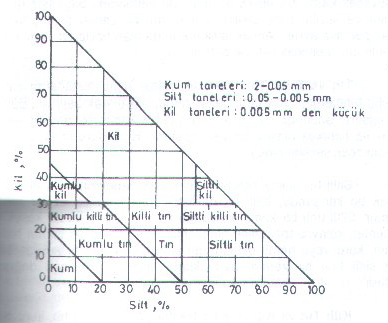 100
90
80
70
60
50
40
30
20
10
0
Kil ,%
Kum taneleri: 2-0.05 mm
Silt taneleri: 0.05-0.005 mm
Kil taneleri: 0.005 mm den küçük
Kil
Kumlu kil
Siltli kil
Kumlu killi tın
Killi tın
Siltli killi tın
Kumlu tın
Tın
Siltli tın
Kum
0 10 20 30 40 50 60 70 80 90 100
Silt ,%